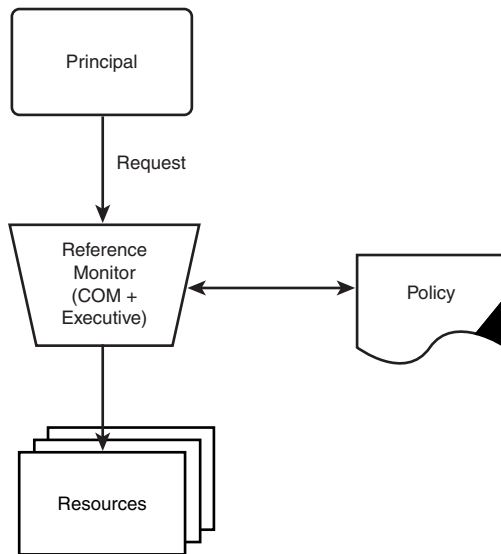 Principal
Request
Reference
Monitor
(COM +
Executive)
Policy
Resources